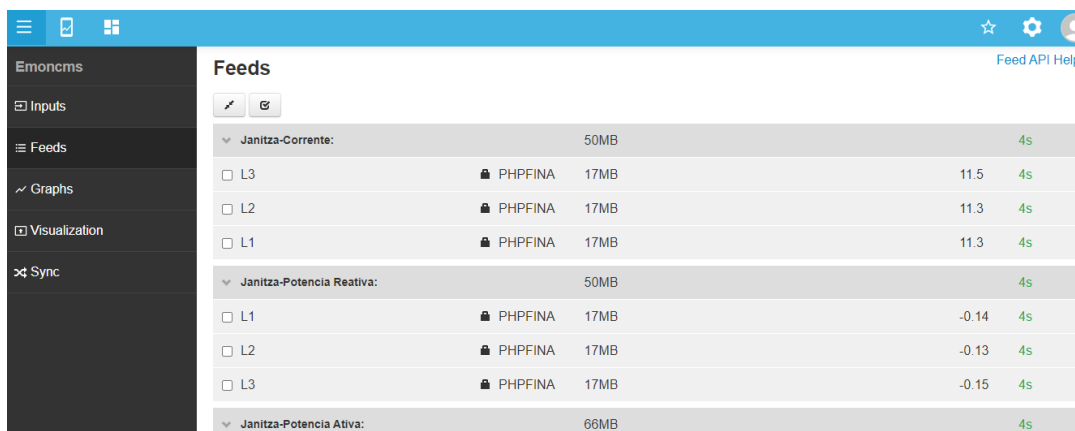 Feed API Help
Emoncms
Inputs
Feeds
Graphs
Visualization
Sync
Feeds
Janitza-Corrente: 50MB 4s
L3 PHPFINA 17MB 11.5 4s
L2 PHPFINA 17MB 11.3 4s
L1 PHPFINA 17MB 11.3 4s
Janitza-Potencia Reativa: 50MB 4s
L1 PHPFINA 17MB -0.14 4s
L2 PHPFINA 17MB -0.13 4s
L3 PHPFINA 17MB -0.15 4s
Janitza-Potencia Ativa: 66MB 4s